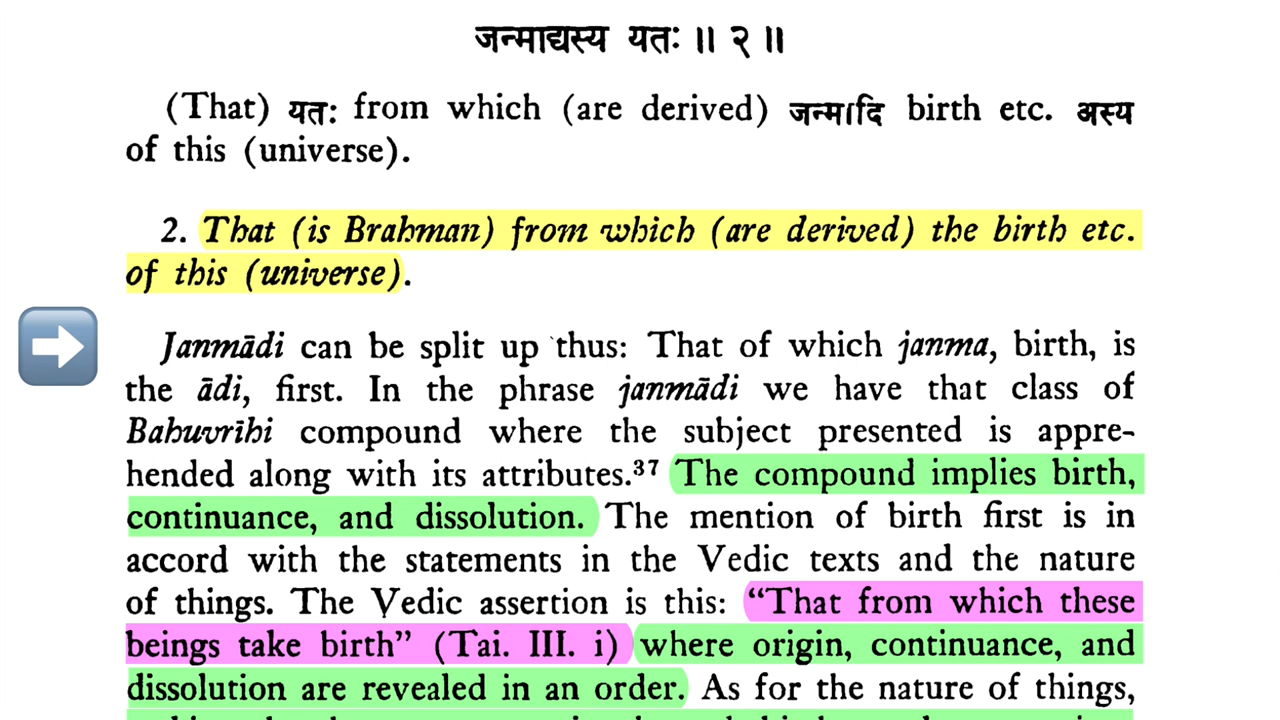 जन्माद्यस्य यतः ॥ २ ॥
(That) यतः from which (are derived) जन्मादि birth etc. अस्य
of this (universe).
2. That (is Brahman) from which (are derived) the birth etc.
of this (universe).
Janmādi can be split up thus: That of which janma, birth, is
the ādi, first. In the phrase janmādi we have that class of
Bahuvrīhi compound where the subject presented is appre-
hended along with its attributes.³⁷ The compound implies birth,
continuance, and dissolution. The mention of birth first is in
accord with the statements in the Vedic texts and the nature
of things. The Vedic assertion is this: “That from which these
beings take birth” (Tai. III. i) where origin, continuance, and
dissolution are revealed in an order. As for the nature of things,